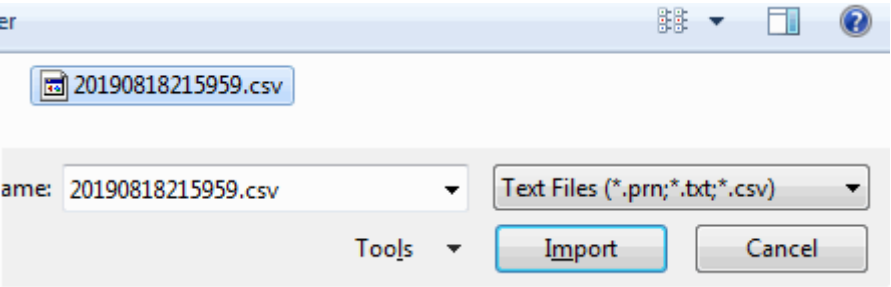 er
20190818215959.csv
ame: 20190818215959.csv Text Files (*.prn;*.txt;*.csv)
Tools Import Cancel